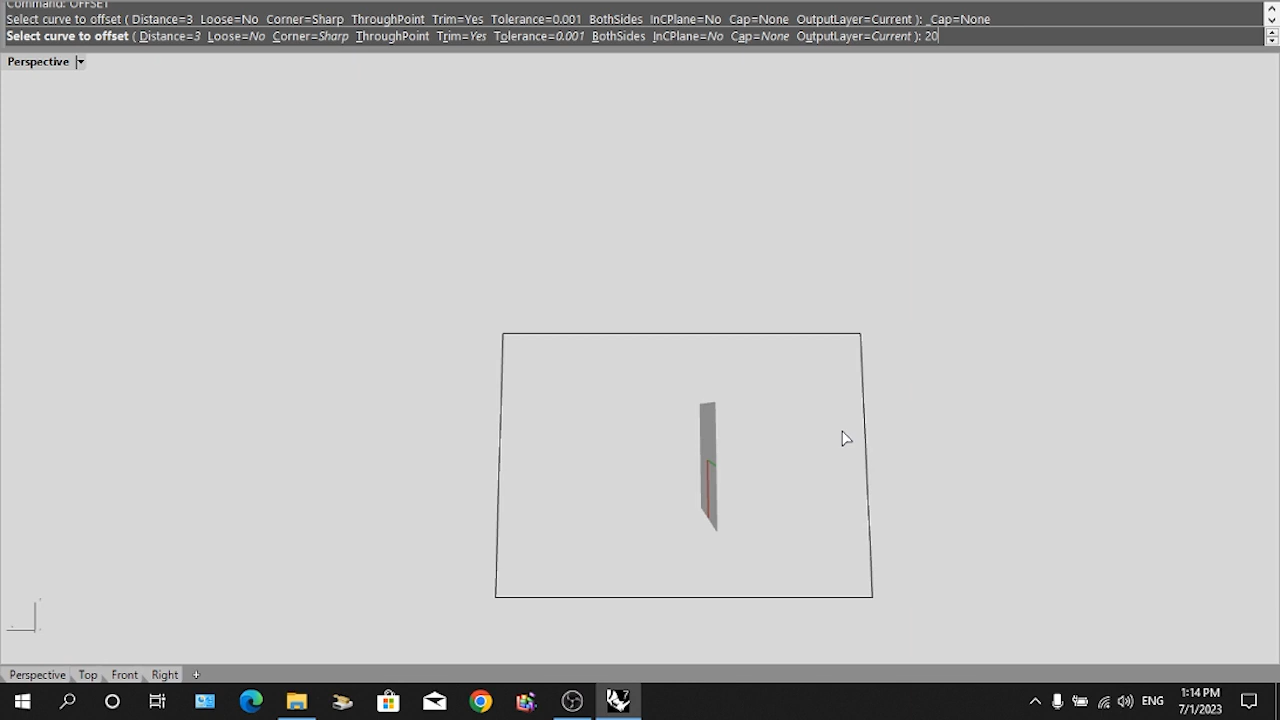 Command: OFFSET
Select curve to offset ( Distance=3 Loose=No Corner=Sharp ThroughPoint Trim=Yes Tolerance=0.001 BothSides InCPlane=No Cap=None OutputLayer=Current ): _Cap=None
Select curve to offset ( Distance=3 Loose=No Corner=Sharp ThroughPoint Trim=Yes Tolerance=0.001 BothSides InCPlane=No Cap=None OutputLayer=Current ): 20
Perspective
Perspective Top Front Right
7
ENG
1:14 PM
7/1/2023